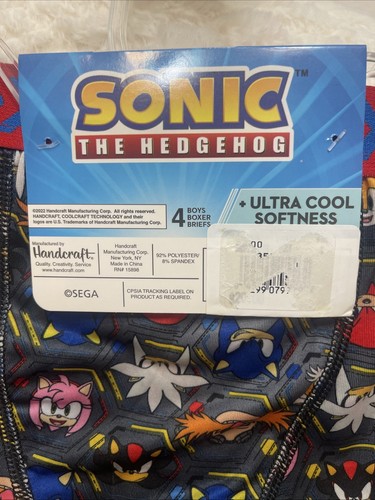 SONIC
TM
THE HEDGEHOG
©2022 Handcraft Manufacturing Corp. All rights reserved.
HANDCRAFT, COOLCRAFT TECHNOLOGY and their
logos are U.S. Trademarks of Handcraft Manufacturing Corp.
4 BOYS
BOXER
BRIEFS
+ ULTRA COOL
SOFTNESS
Manufactured by
Handcraft
Quality. Creativity. Service.
www.handcraft.com
Handcraft
Manufacturing Corp.
New York, NY
Made in China
RN# 15898
92% POLYESTER/
8% SPANDEX
©SEGA
CPSIA TRACKING LABEL ON
PRODUCT AS REQUIRED.